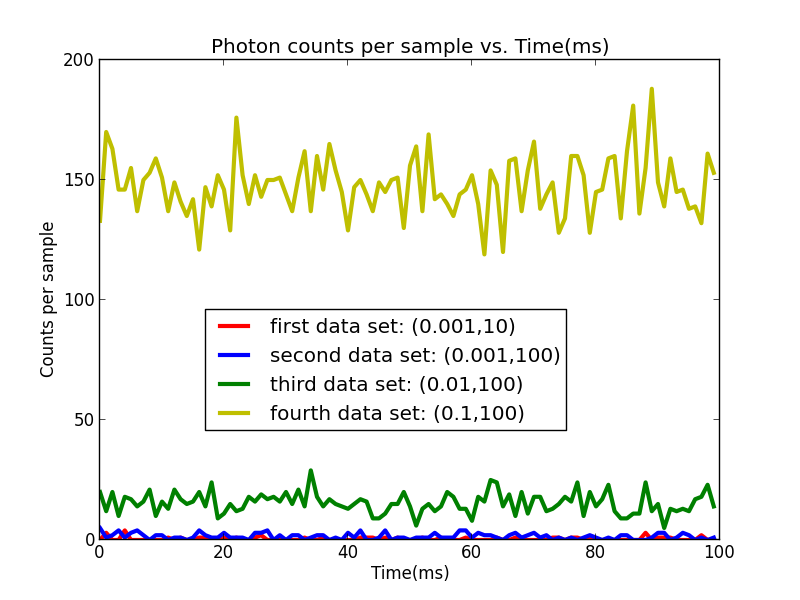 Photon counts per sample vs. Time(ms)
200
150
100
50
0
Counts per sample
first data set: (0.001,10)
second data set: (0.001,100)
third data set: (0.01,100)
fourth data set: (0.1,100)
0 20 40 60 80 100
Time(ms)